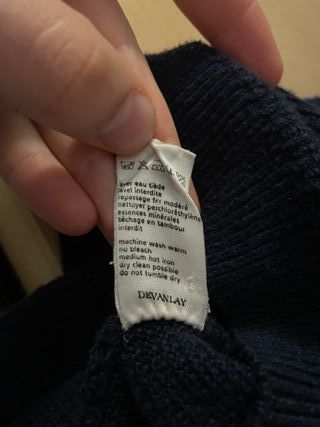 laver eau tiède
javel interdite
repassage fer modéré
nettoyer perchloréthylène
essences minérales
séchage en tambour
interdit
machine wash warm
no bleach
medium hot iron
dry clean possible
do not tumble dry
DEVANLAY